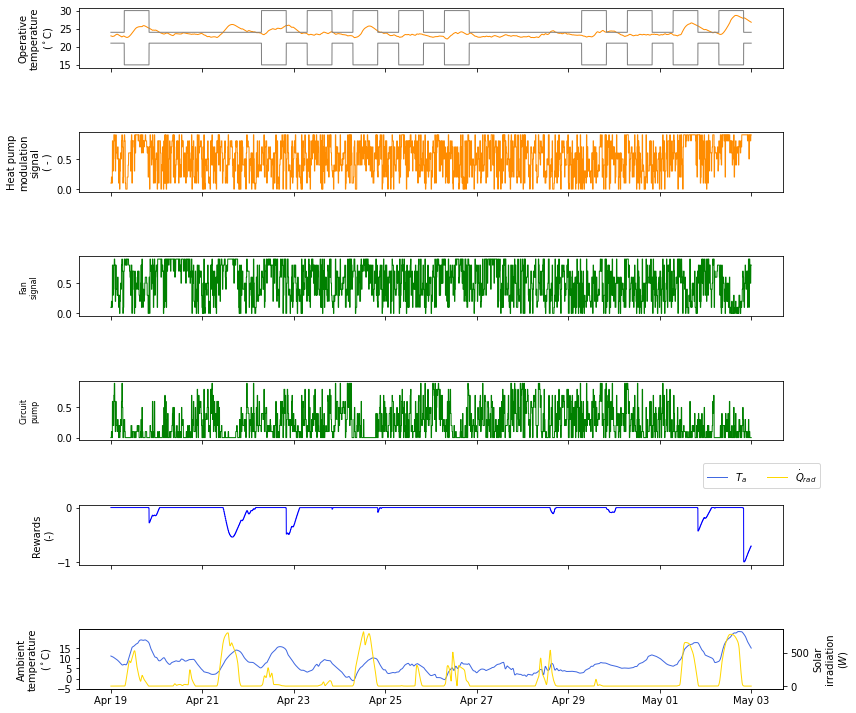 Operative
temperature
(°C)
30
25
20
15
Heat pump
modulation
signal
( - )
0.5
0.0
Fan
signal
0.5
0.0
Circuit
pump
0.5
0.0
T_a
Q̇_rad
Rewards
(-)
0
−1
Ambient
temperature
(°C)
15
10
5
0
−5
Solar
irradiation
(W)
500
0
Apr 19 Apr 21 Apr 23 Apr 25 Apr 27 Apr 29 May 01 May 03